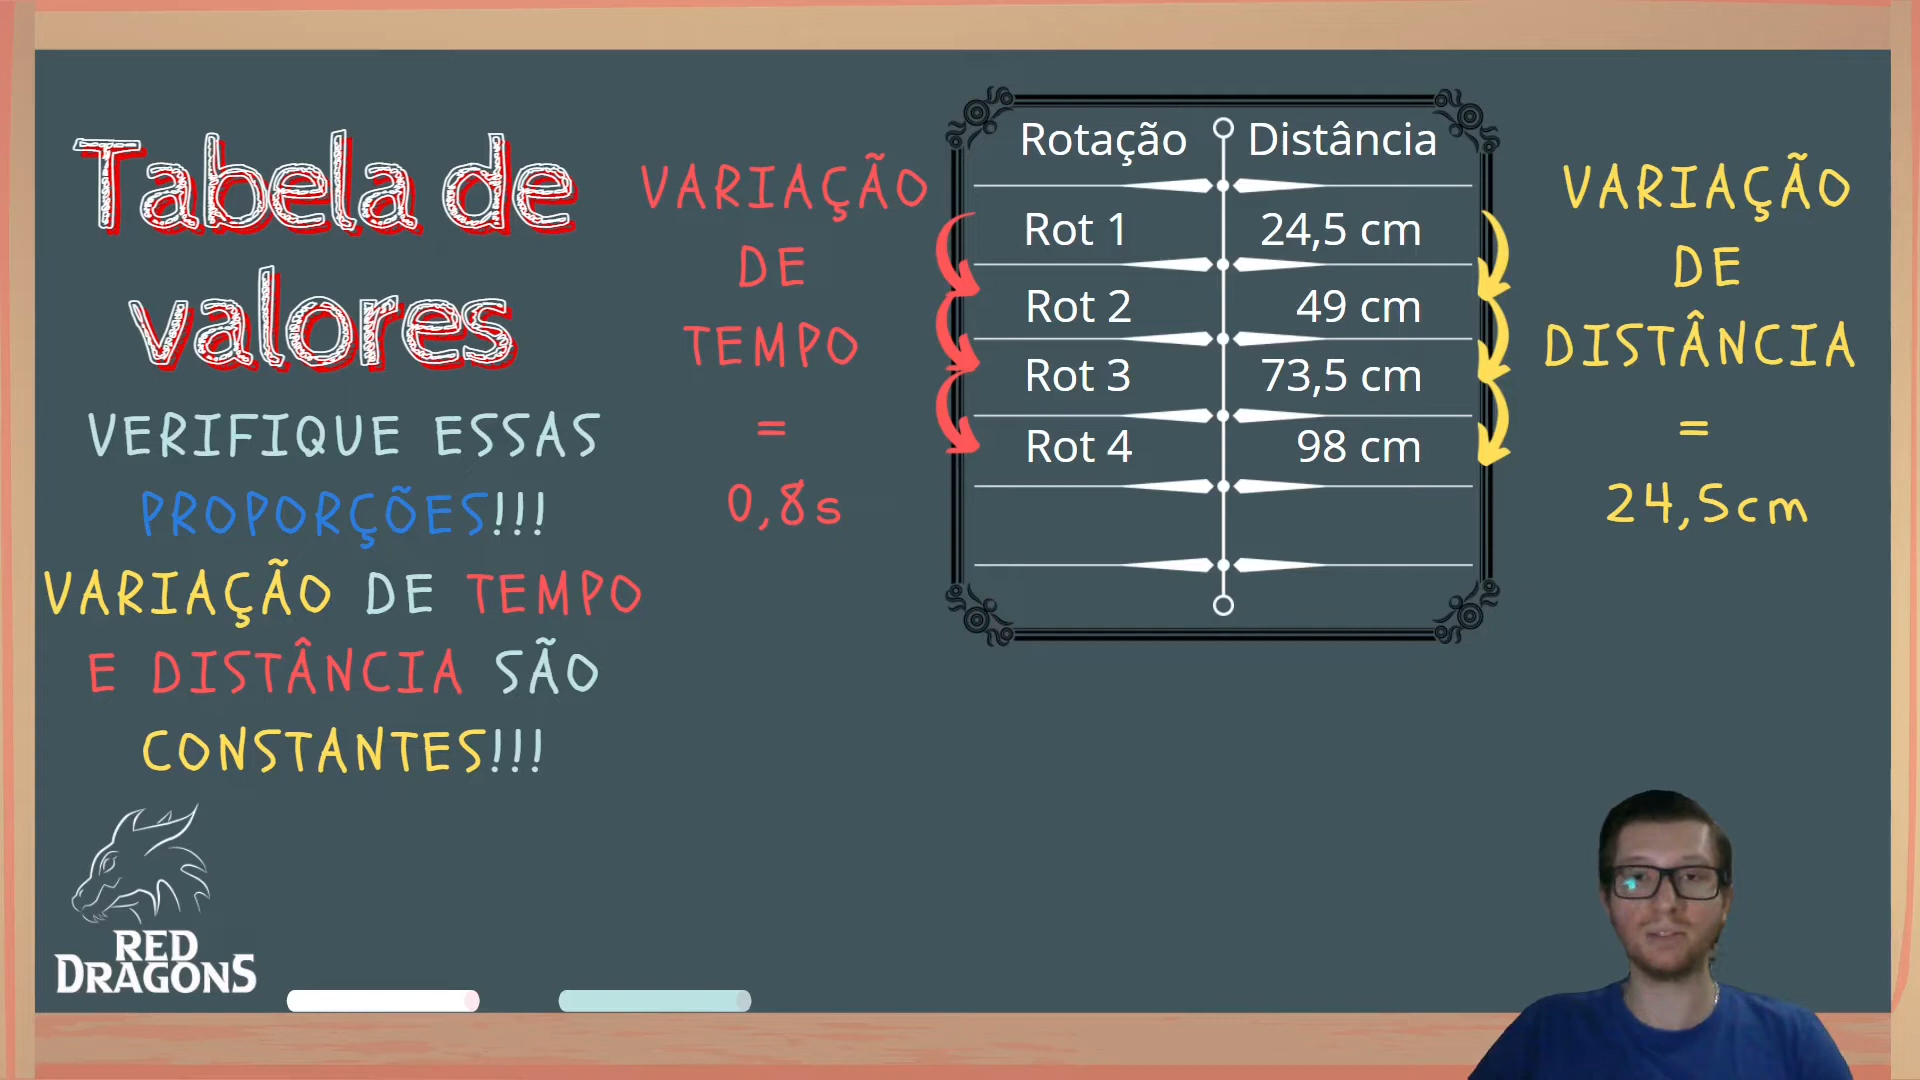 Tabela de
valores
VERIFIQUE ESSAS
PROPORÇÕES!!!
VARIAÇÃO DE TEMPO
E DISTÂNCIA SÃO
CONSTANTES!!!
VARIAÇÃO
DE
TEMPO
=
0,8s
Rotação Distância
Rot 1 24,5 cm
Rot 2 49 cm
Rot 3 73,5 cm
Rot 4 98 cm
VARIAÇÃO
DE
DISTÂNCIA
=
24,5cm
RED
DRAGONS